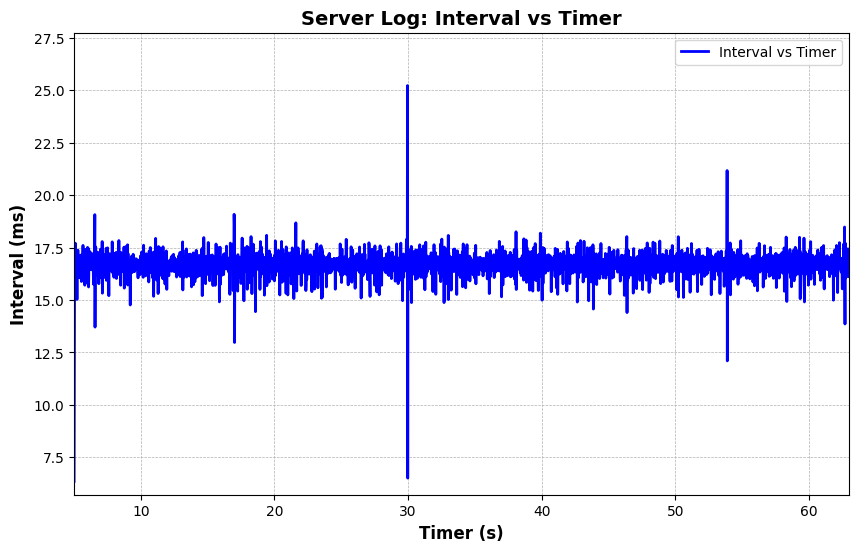 Server Log: Interval vs Timer
Interval vs Timer
27.5
25.0
22.5
20.0
17.5
15.0
12.5
10.0
7.5
Interval (ms)
10 20 30 40 50 60
Timer (s)